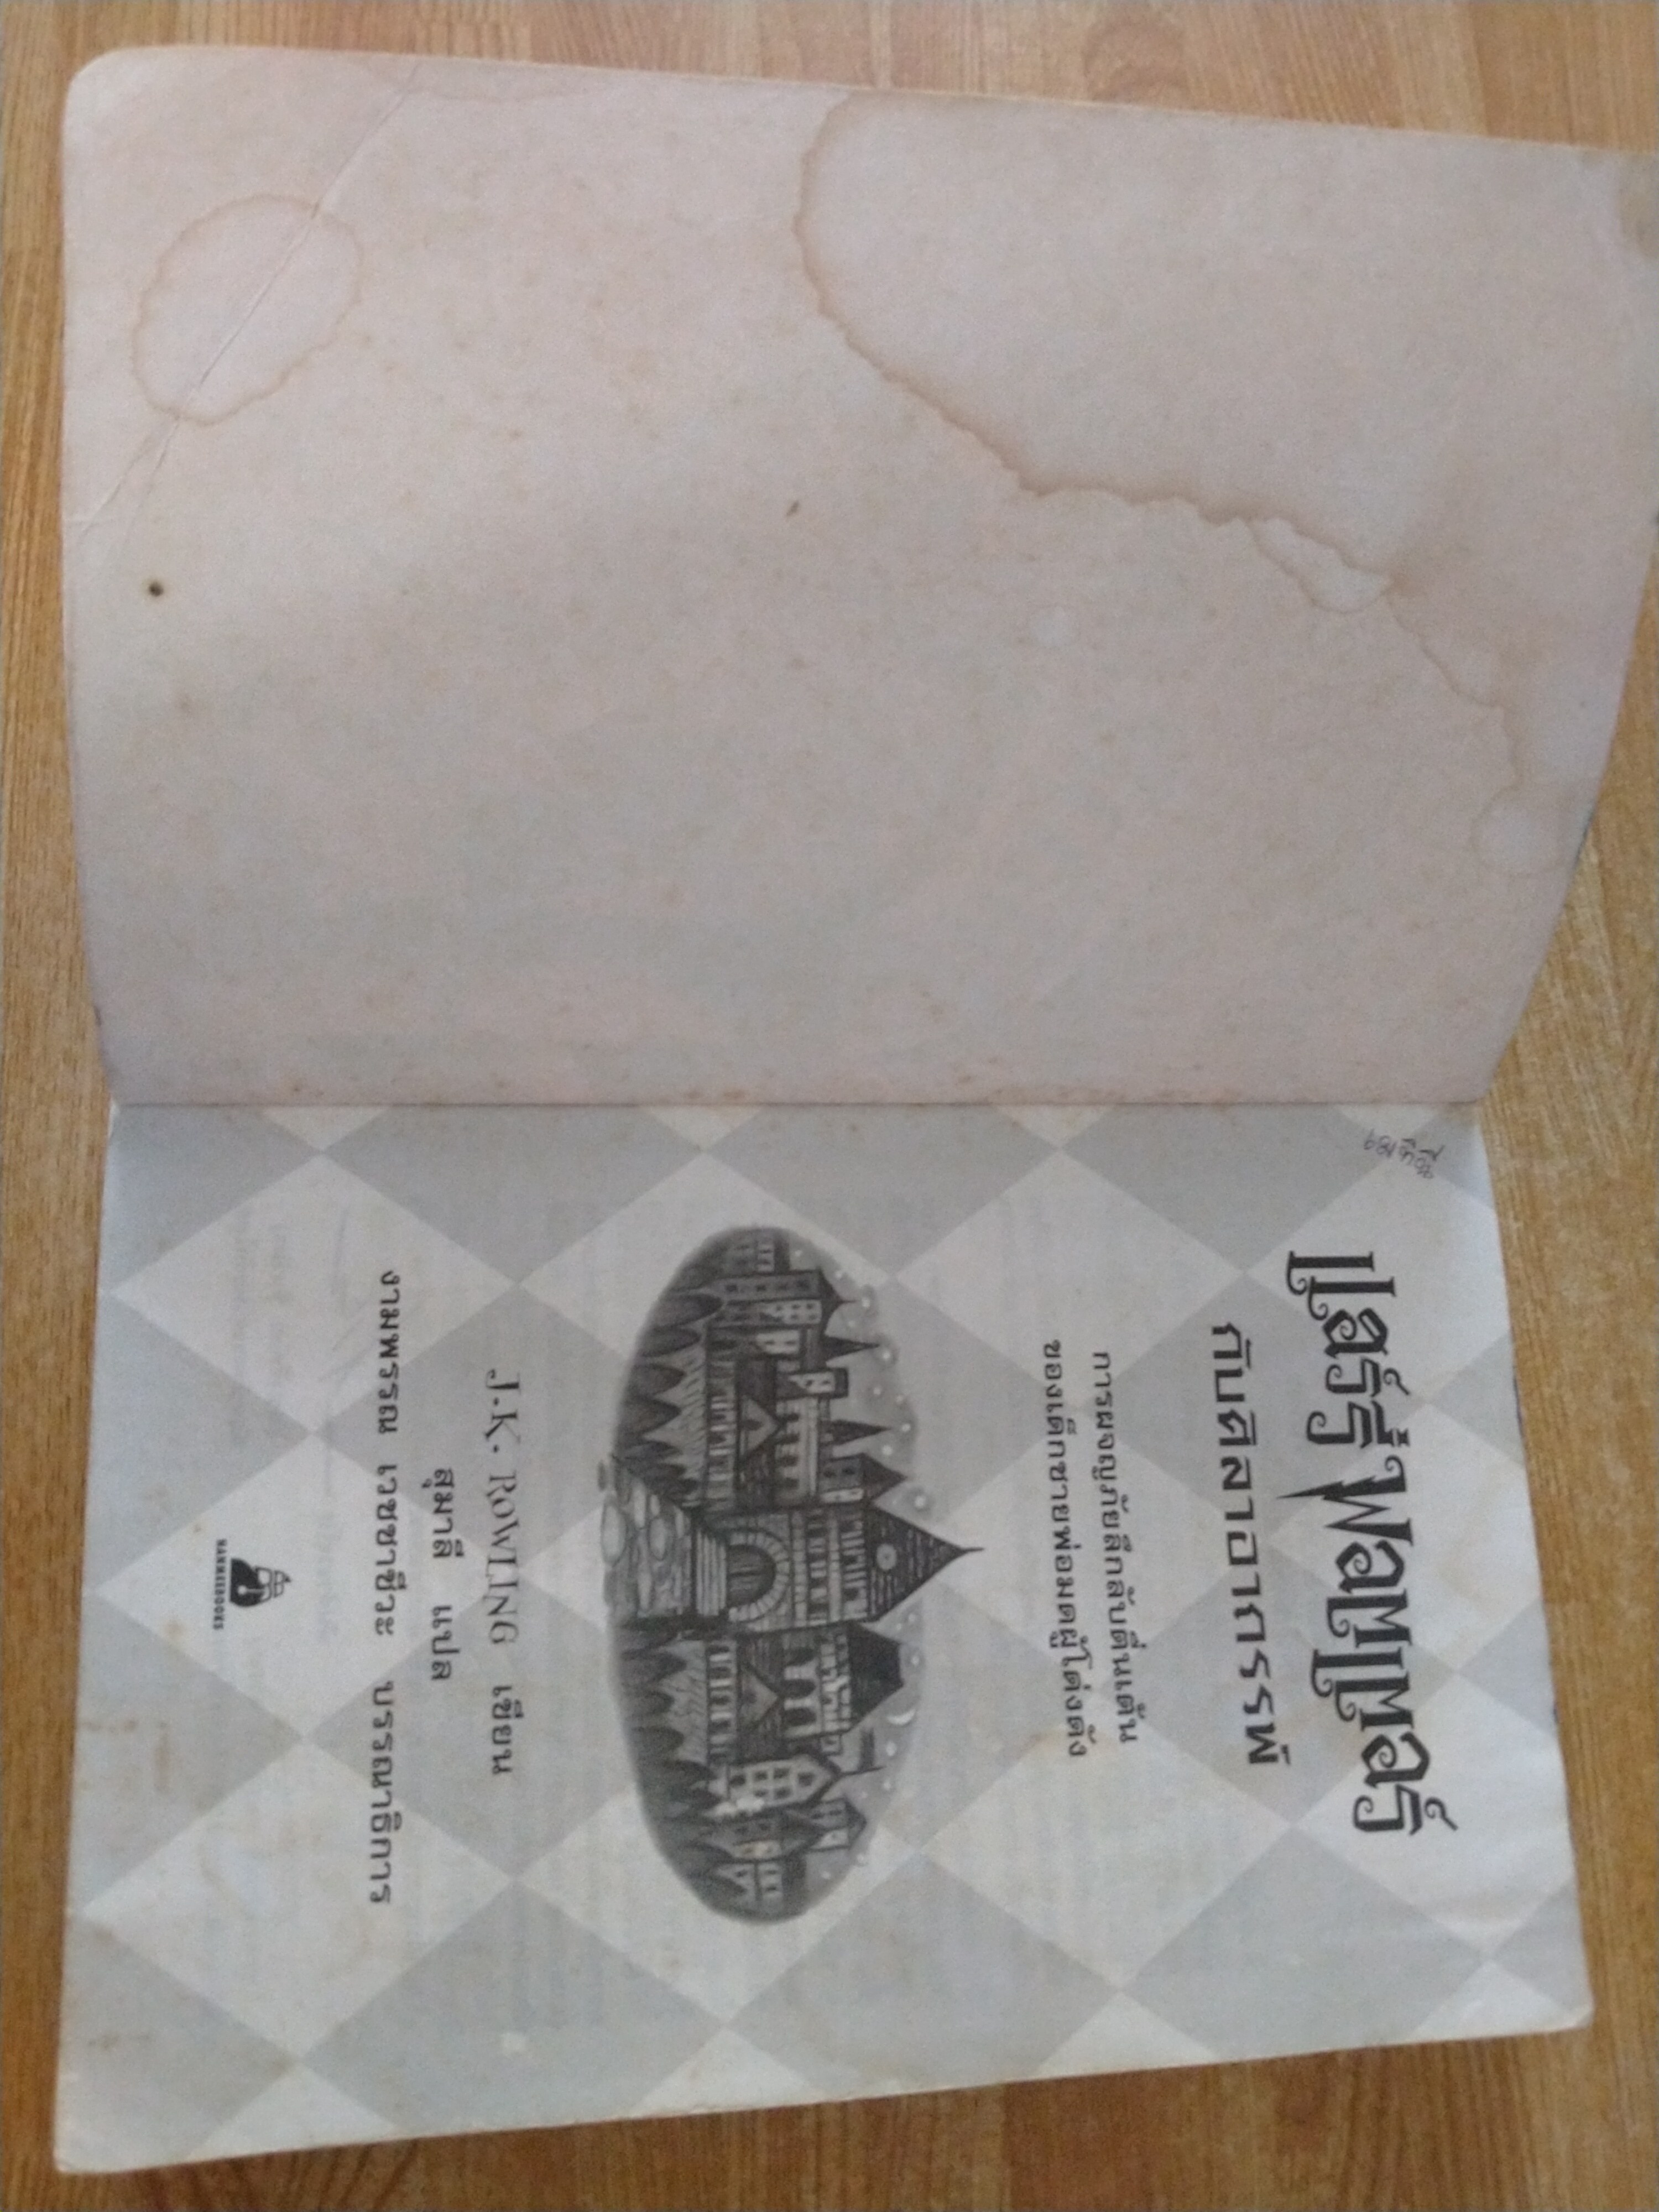 แฮร์รี่ พอตเตอร์
กับศิลาอาถรรพ์
การผจญภัยลึกลับตื่นเต้น
ของเด็กชายพ่อมดผู้โด่งดัง
J.K. ROWLING เขียน
สุมาลี แปล
งามพรรณ เวชชาชีวะ บรรณาธิการ
NANMEEBOOKS